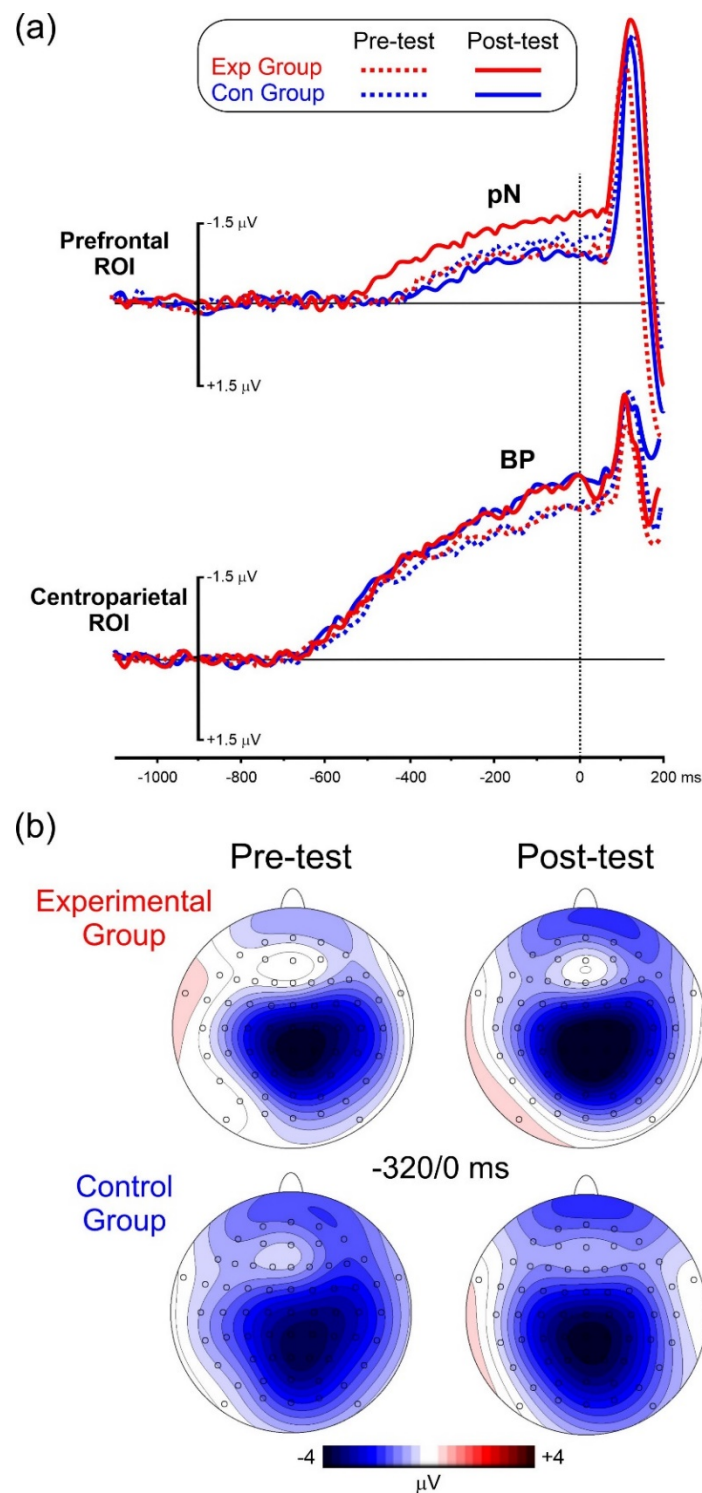 (a)
Pre-test Post-test
Exp Group
Con Group
pN
-1.5 μV
Prefrontal
ROI
+1.5 μV
BP
-1.5 μV
Centroparietal
ROI
+1.5 μV
-1000 -800 -600 -400 -200 0 200 ms
(b)
Pre-test Post-test
Experimental
Group
-320/0 ms
Control
Group
-4 +4
μV